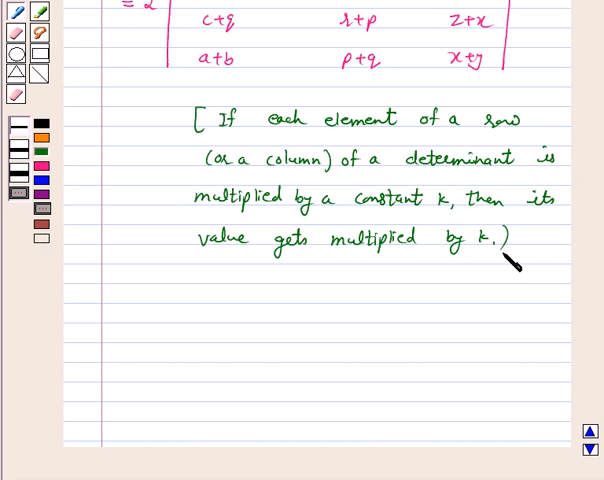 = 2
c+q r+p z+x
a+b p+q x+y
[ If each element of a row
(or a column) of a determinant is
multiplied by a constant k, then its
value gets multiplied by k.)